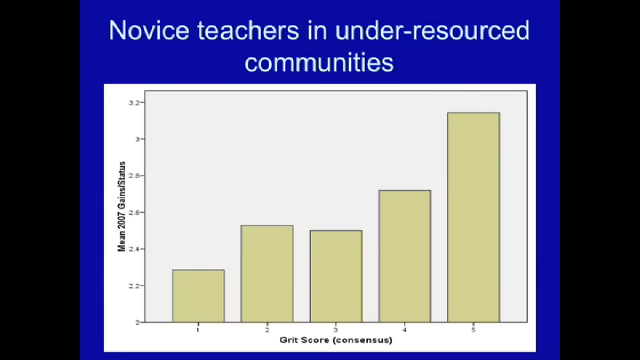 Novice teachers in under-resourced
communities
3.2
3
2.8
2.6
2.4
2.2
2
Mean 2007 Gains/Status
1 2 3 4 5
Grit Score (consensus)